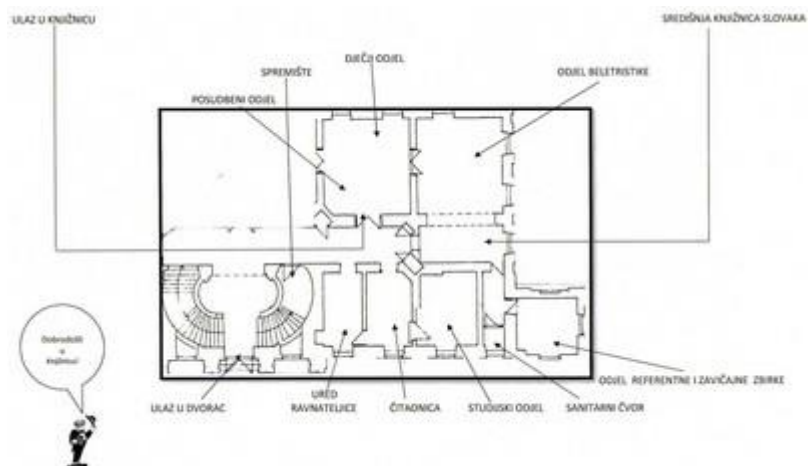 ULAZ U KNJIŽNICU
SREDIŠNJA KNJIŽNICA SLOVAKA
DJEČJI ODJEL
SPREMIŠTE
ODJEL BELETRISTIKE
POSUDBENI ODJEL
Dobrodošli
u
knjižnicu!
ULAZ U DVORAC
URED
RAVNATELJICE
ČITAONICA
STUDIJSKI ODJEL
SANITARNI ČVOR
ODJEL REFERENTNE I ZAVIČAJNE ZBIRKE